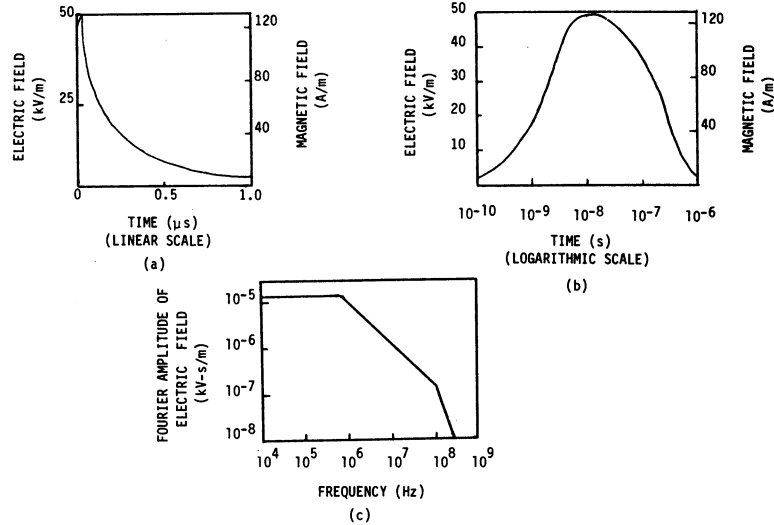 50
25
0
0.5
1.0
120
80
40
ELECTRIC FIELD
(kV/m)
MAGNETIC FIELD
(A/m)
TIME (μs)
(LINEAR SCALE)
(a)
50
40
30
20
10
10-10
10-9
10-8
10-7
10-6
120
80
40
ELECTRIC FIELD
(kV/m)
MAGNETIC FIELD
(A/m)
TIME (s)
(LOGARITHMIC SCALE)
(b)
FOURIER AMPLITUDE OF
ELECTRIC FIELD
(kV-s/m)
10-5
10-6
10-7
10-8
10⁴
10⁵
10⁶
10⁷
10⁸
10⁹
FREQUENCY (Hz)
(c)